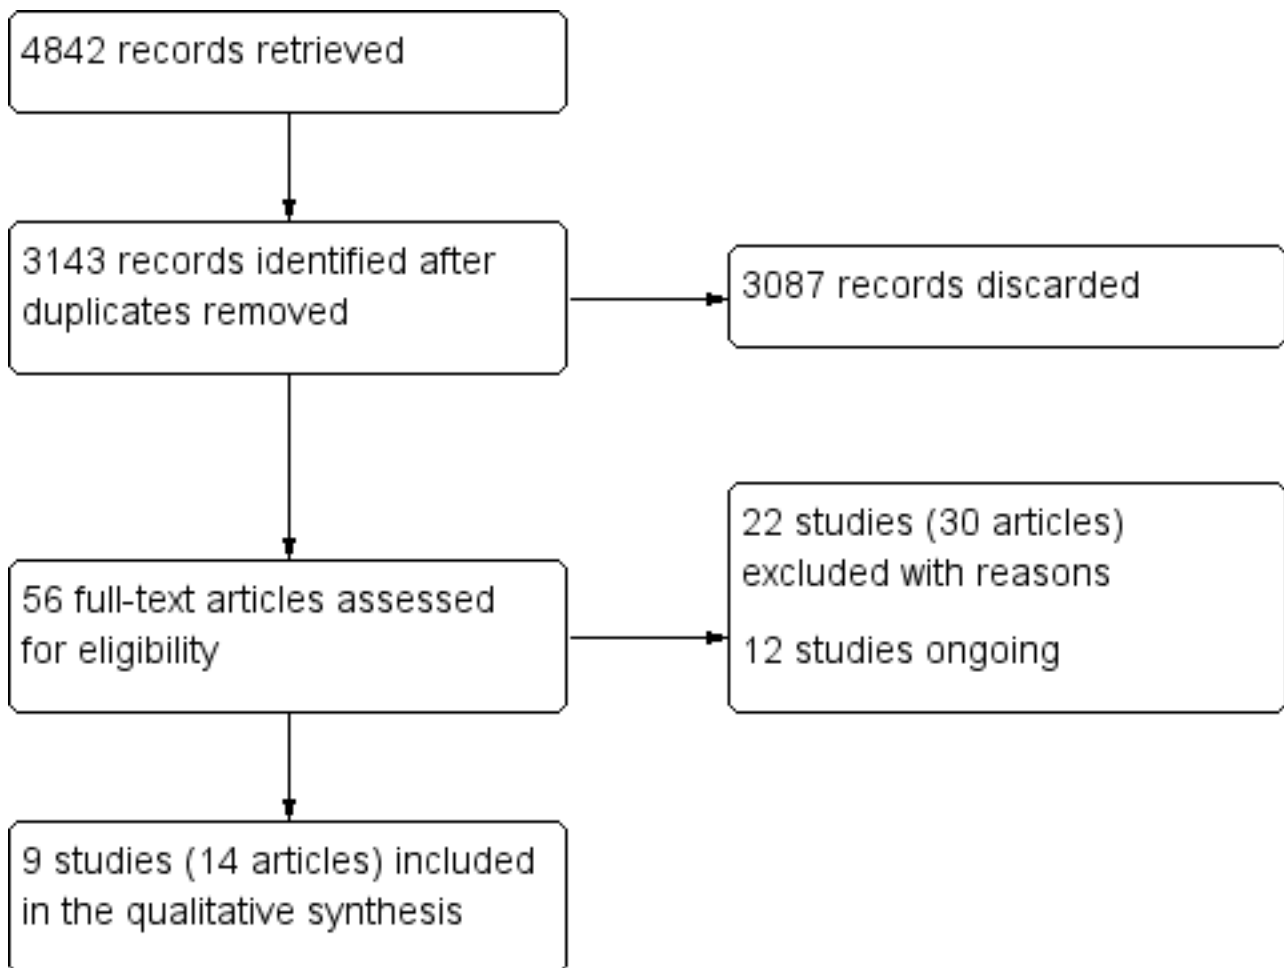 4842 records retrieved
3143 records identified after
duplicates removed
3087 records discarded
56 full-text articles assessed
for eligibility
22 studies (30 articles)
excluded with reasons
12 studies ongoing
9 studies (14 articles) included
in the qualitative synthesis